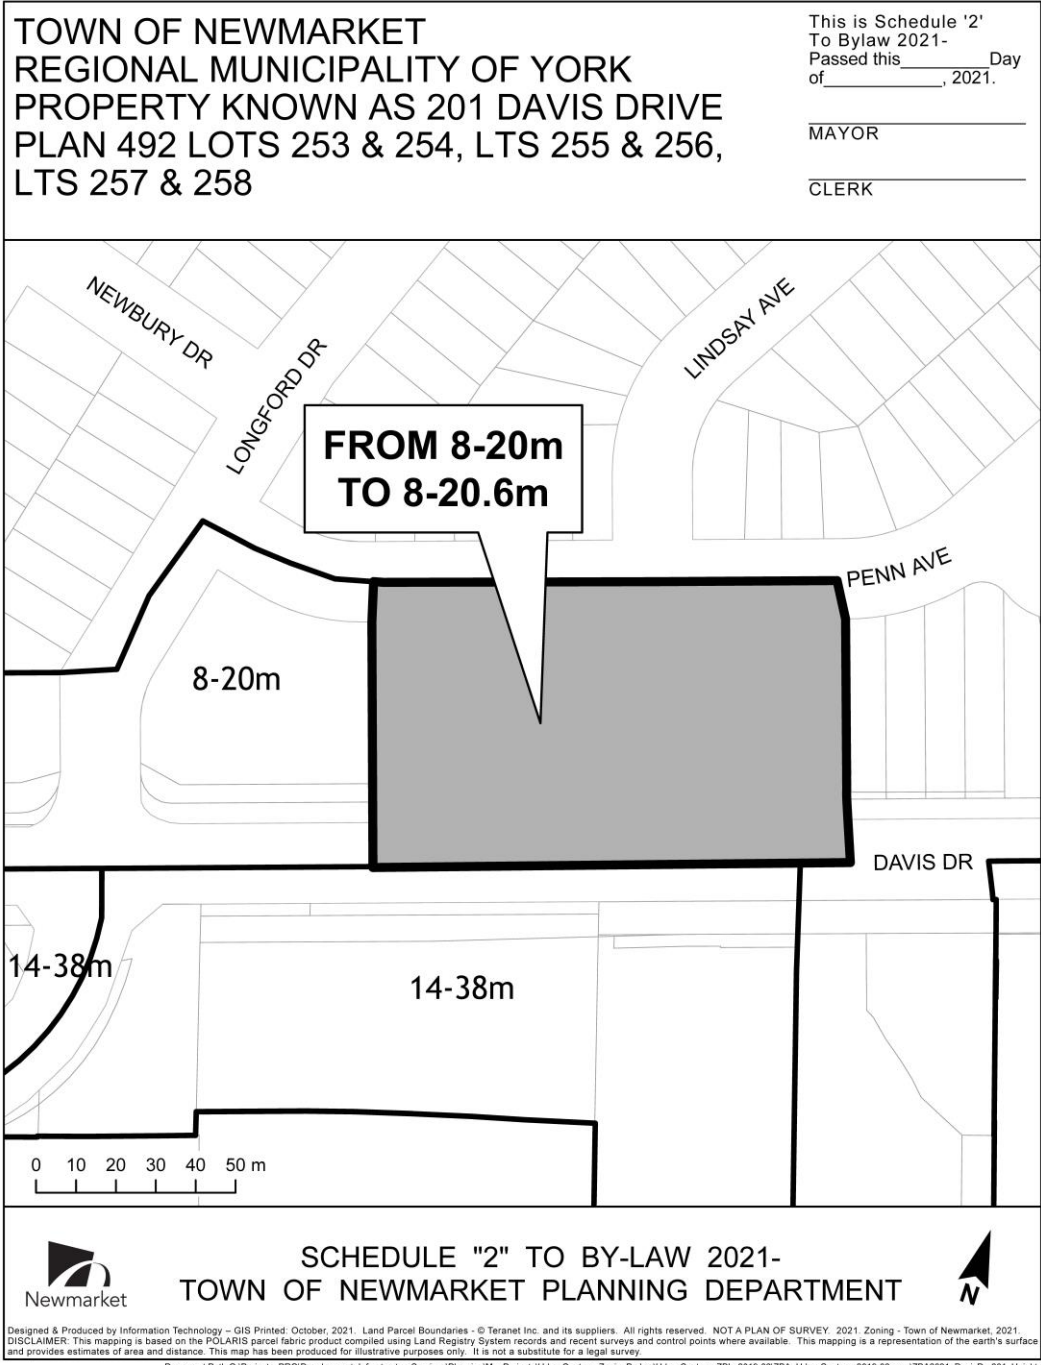 TOWN OF NEWMARKET
REGIONAL MUNICIPALITY OF YORK
PROPERTY KNOWN AS 201 DAVIS DRIVE
PLAN 492 LOTS 253 & 254, LTS 255 & 256,
LTS 257 & 258
This is Schedule '2'
To Bylaw 2021-
Passed this_________Day
of____________, 2021.
MAYOR
CLERK
NEWBURY DR
LONGFORD DR
LINDSAY AVE
FROM 8-20m
TO 8-20.6m
PENN AVE
8-20m
DAVIS DR
14-38m
14-38m
0 10 20 30 40 50 m
Newmarket
SCHEDULE "2" TO BY-LAW 2021-
TOWN OF NEWMARKET PLANNING DEPARTMENT
N
Designed & Produced by Information Technology – GIS Printed: October, 2021. Land Parcel Boundaries - © Teranet Inc. and its suppliers. All rights reserved. NOT A PLAN OF SURVEY. 2021. Zoning - Town of Newmarket, 2021.
DISCLAIMER: This mapping is based on the POLARIS parcel fabric product compiled using Land Registry System records and recent surveys and control points where available. This mapping is a representation of the earth's surface
and provides estimates of area and distance. This map has been produced for illustrative purposes only. It is not a substitute for a legal survey.